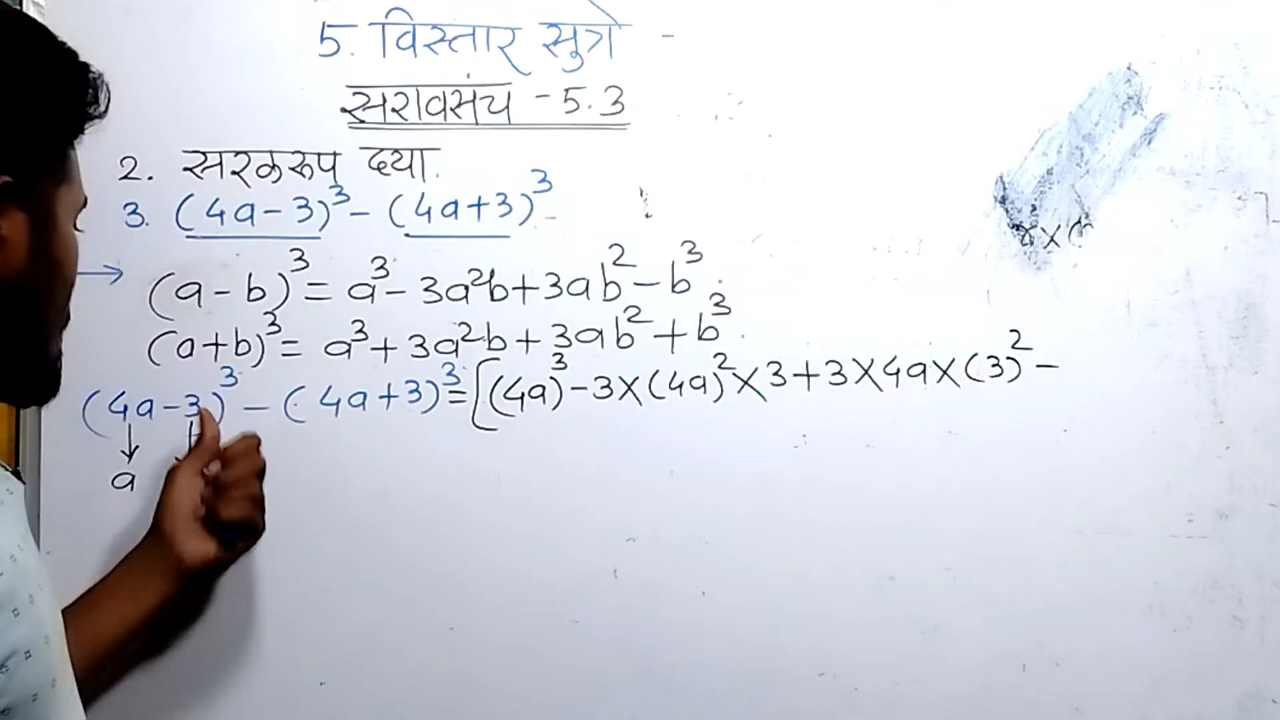 5. विस्तार सुत्रे -
सरावसंच - 5.3
2. सरळरूप दया.
3. (4a-3)³ - (4a+3)³
→ (a-b)³ = a³ - 3a²b + 3ab² - b³.
(a+b)³ = a³ + 3a²b + 3ab² + b³.
(4a-3)³ - (4a+3)³ = [(4a)³ - 3×(4a)²×3 + 3×4a×(3)² -
↓ ↓
a